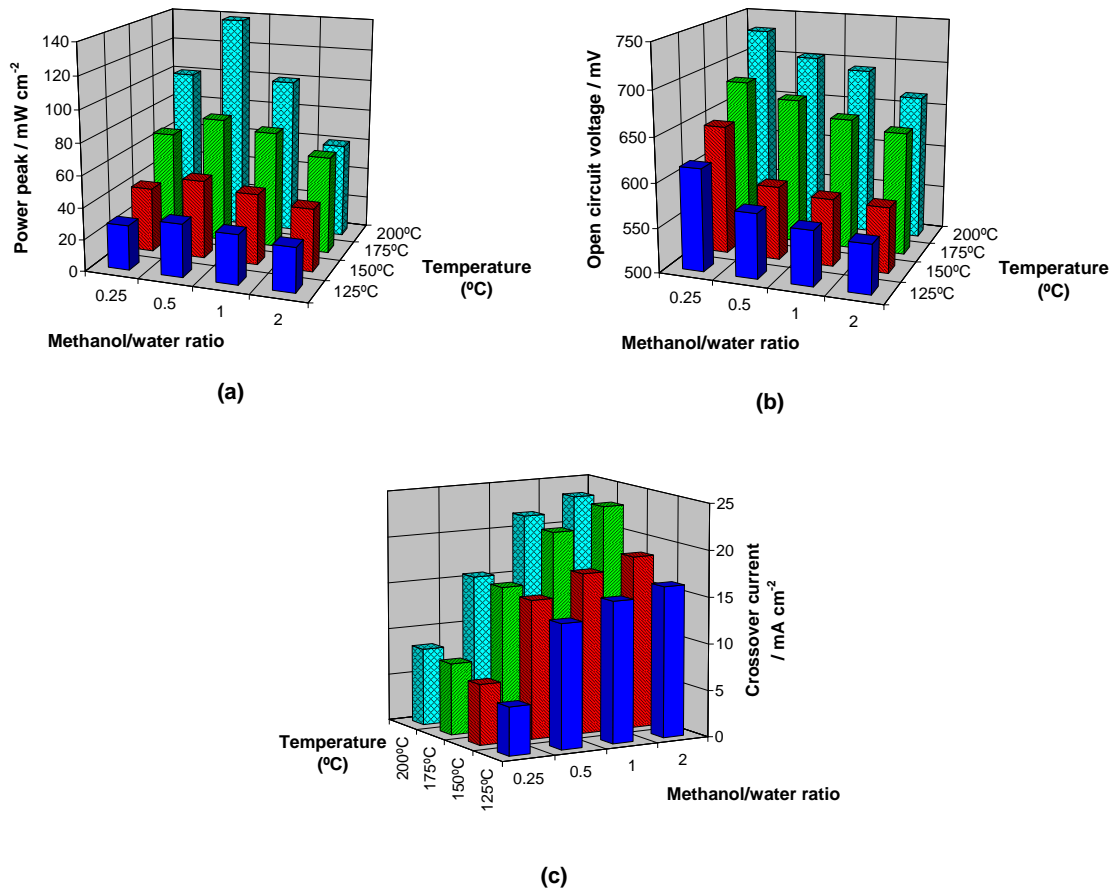 140
120
100
80
60
40
20
0
Power peak / mW cm⁻²
0.25
0.5
1
2
Methanol/water ratio
200ºC
175ºC
150ºC
125ºC
Temperature
(ºC)
(a)
750
700
650
600
550
500
Open circuit voltage / mV
0.25
0.5
1
2
Methanol/water ratio
200ºC
175ºC
150ºC
125ºC
Temperature
(ºC)
(b)
25
20
15
10
5
0
Crossover current
/ mA cm⁻²
Temperature
(ºC)
200ºC
175ºC
150ºC
125ºC
0.25
0.5
1
2
Methanol/water ratio
(c)